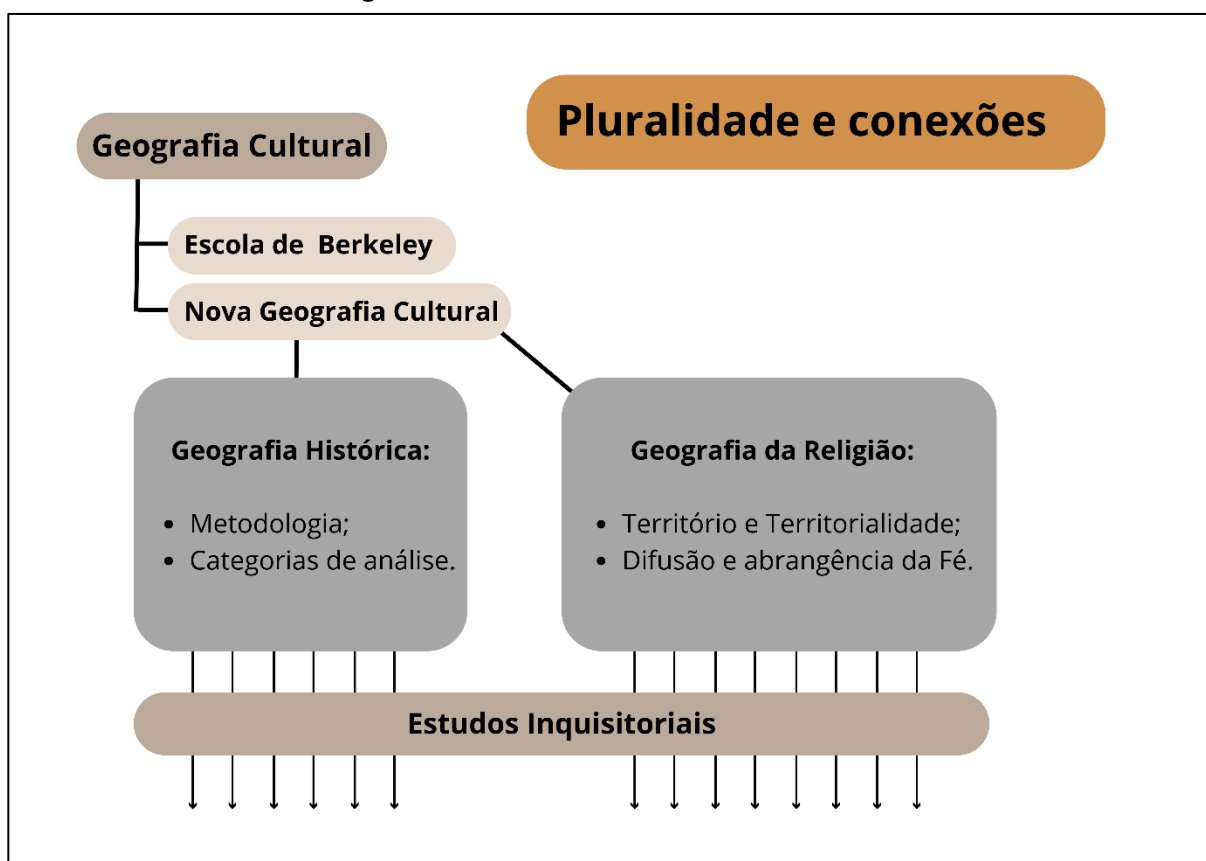 Pluralidade e conexões
Geografia Cultural
Escola de Berkeley
Nova Geografia Cultural
Geografia Histórica:
• Metodologia;
• Categorias de análise.
Geografia da Religião:
• Território e Territorialidade;
• Difusão e abrangência da Fé.
Estudos Inquisitoriais